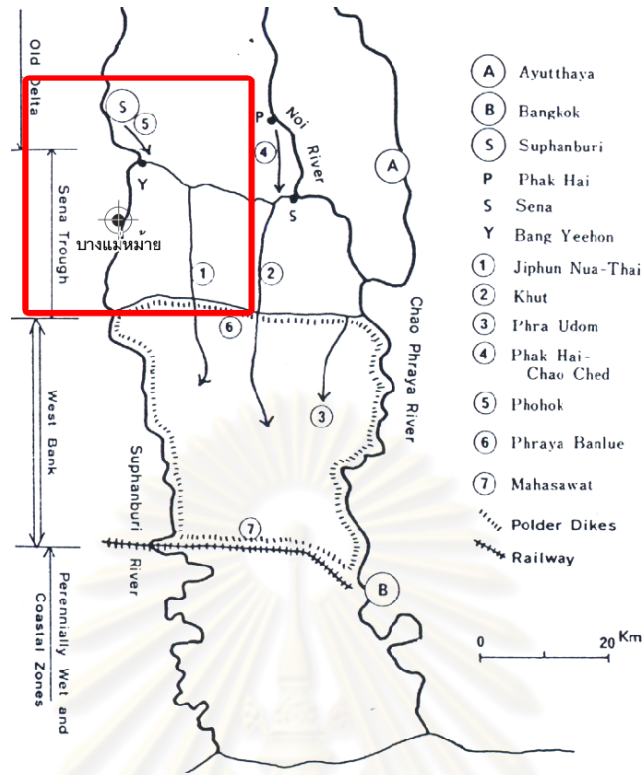 Old Delta
Sena Trough
West Bank
Perennially Wet and
Coastal Zones
S
5
Y
บางแม่หม้าย
P
Noi
River
4
S
A
1
2
6
3
Chao Phraya River
Suphanburi
River
7
B
A Ayutthaya
B Bangkok
S Suphanburi
P Phak Hai
S Sena
Y Bang Yeehon
1 Jiphun Nua-Thai
2 Khut
3 Phra Udom
4 Phak Hai-
Chao Ched
5 Phohok
6 Phraya Banlue
7 Mahasawat
Polder Dikes
Railway
0 20 Km